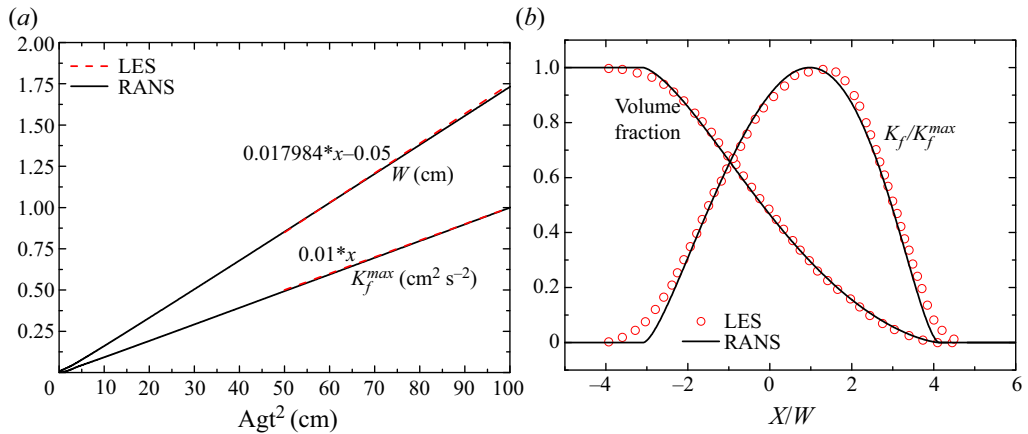 (a)
2.00
1.75
1.50
1.25
1.00
0.75
0.50
0.25
LES
RANS
0.017984*x–0.05
W (cm)
0.01*x
K_f^max (cm² s⁻²)
0 10 20 30 40 50 60 70 80 90 100
Agt² (cm)
(b)
1.0
0.8
0.6
0.4
0.2
0
Volume
fraction
K_f/K_f^max
LES
RANS
–4 –2 0 2 4 6
X/W